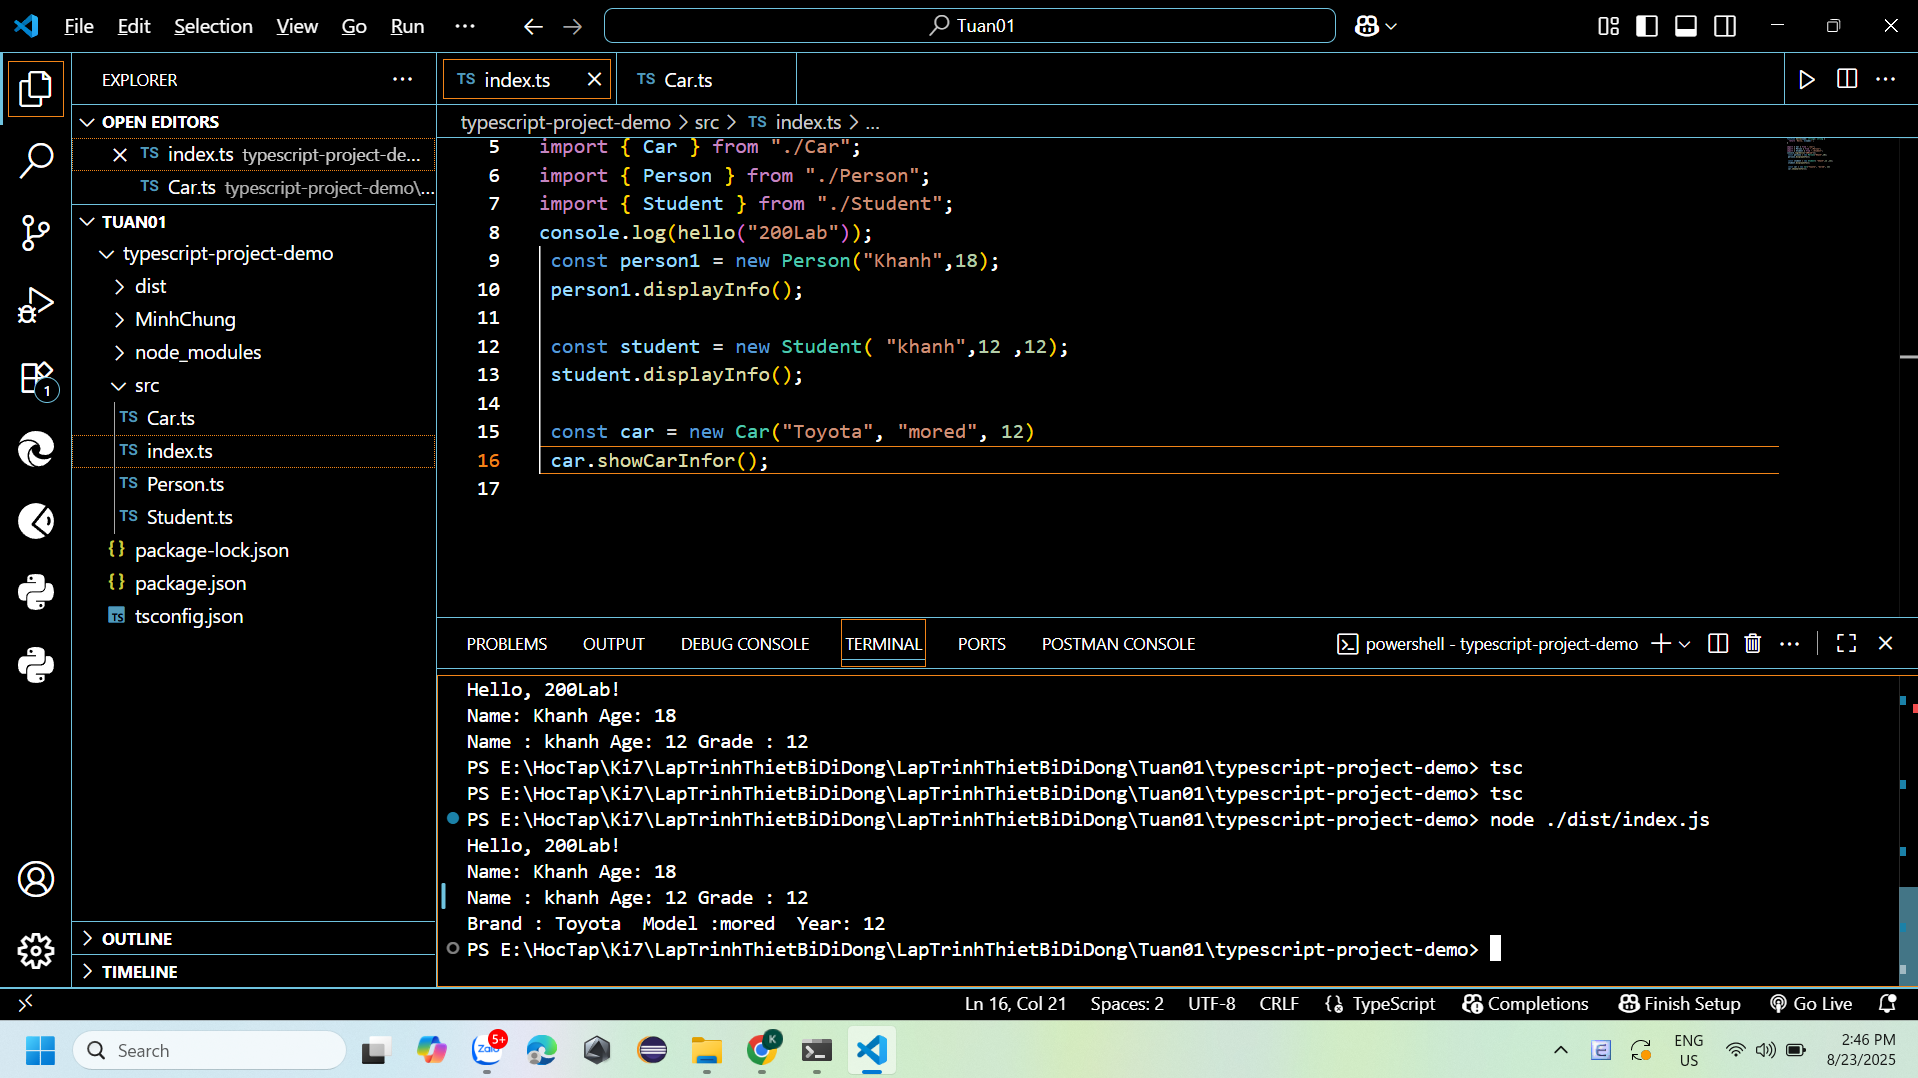 File Edit Selection View Go Run ... Tuan01
EXPLORER ...
OPEN EDITORS
TS index.ts typescript-project-de...
TS Car.ts typescript-project-demo\...
TUAN01
typescript-project-demo
dist
MinhChung
node_modules
src
TS Car.ts
TS index.ts
TS Person.ts
TS Student.ts
{} package-lock.json
{} package.json
TS tsconfig.json
OUTLINE
TIMELINE
1
TS index.ts
TS Car.ts
typescript-project-demo > src > TS index.ts > ...
5 import { Car } from "./Car";
6 import { Person } from "./Person";
7 import { Student } from "./Student";
8 console.log(hello("200Lab"));
9 const person1 = new Person("Khanh",18);
10 person1.displayInfo();
11
12 const student = new Student( "khanh",12 ,12);
13 student.displayInfo();
14
15 const car = new Car("Toyota", "mored", 12)
16 car.showCarInfor();
17
PROBLEMS OUTPUT DEBUG CONSOLE TERMINAL PORTS POSTMAN CONSOLE powershell - typescript-project-demo
Hello, 200Lab!
Name: Khanh Age: 18
Name : khanh Age: 12 Grade : 12
PS E:\HocTap\Ki7\LapTrinhThietBiDiDong\LapTrinhThietBiDiDong\Tuan01\typescript-project-demo> tsc
PS E:\HocTap\Ki7\LapTrinhThietBiDiDong\LapTrinhThietBiDiDong\Tuan01\typescript-project-demo> tsc
PS E:\HocTap\Ki7\LapTrinhThietBiDiDong\LapTrinhThietBiDiDong\Tuan01\typescript-project-demo> node ./dist/index.js
Hello, 200Lab!
Name: Khanh Age: 18
Name : khanh Age: 12 Grade : 12
Brand : Toyota  Model :mored  Year: 12
PS E:\HocTap\Ki7\LapTrinhThietBiDiDong\LapTrinhThietBiDiDong\Tuan01\typescript-project-demo>
Ln 16, Col 21 Spaces: 2 UTF-8 CRLF TypeScript Completions Finish Setup Go Live
Search Zalo 5+ K ENG US 2:46 PM 8/23/2025